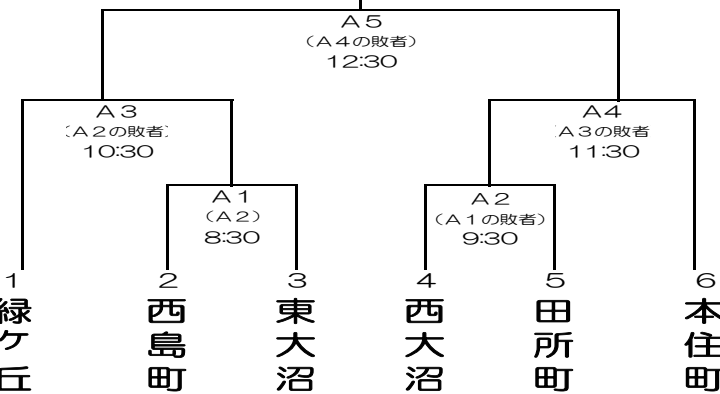 A5
(A4の敗者)
12:30
A3
(A2の敗者)
10:30
A4
(A3の敗者
11:30
A1
(A2)
8:30
A2
(A1の敗者)
9:30
1
2
3
4
5
6
緑ケ丘
西島町
東大沼
西大沼
田所町
本住町